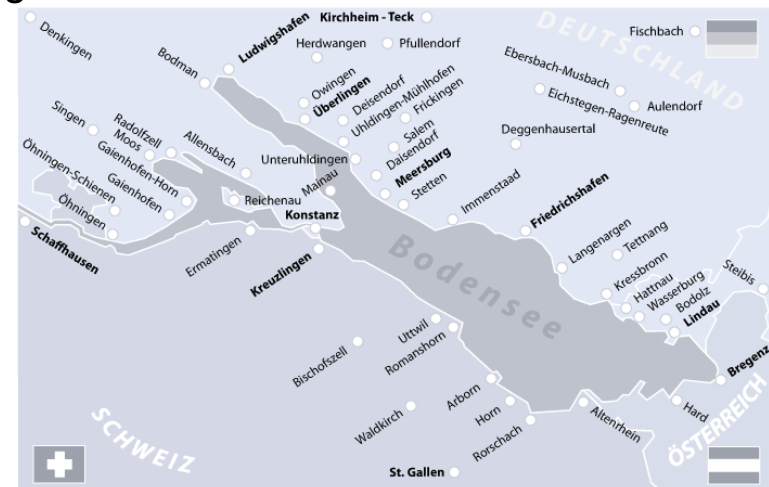 Denkingen
Ludwigshafen
Kirchheim - Teck
Fischbach
DEUTSCHLAND
Bodman
Herdwangen
Pfullendorf
Ebersbach-Musbach
Owingen
Überlingen
Deisendorf
Uhldingen-Mühlhofen
Frickingen
Eichstegen-Ragenreute
Aulendorf
Singen
Radolfzell
Moos
Allensbach
Salem
Daisendorf
Deggenhausertal
Gaienhofen-Horn
Unteruhldingen
Meersburg
Öhningen-Schienen
Gaienhofen
Mainau
Stetten
Öhningen
Reichenau
Konstanz
Immenstaad
Friedrichshafen
Schaffhausen
Ermatingen
Kreuzlingen
Bodensee
Langenargen
Tettnang
Kressbronn
Hattnau
Wasserburg
Bodolz
Lindau
Steibis
Uttwil
Romanshorn
Bischofszell
Bregenz
Arborn
Horn
Waldkirch
Rorschach
Altenrhein
Hard
SCHWEIZ
ÖSTERREICH
St. Gallen